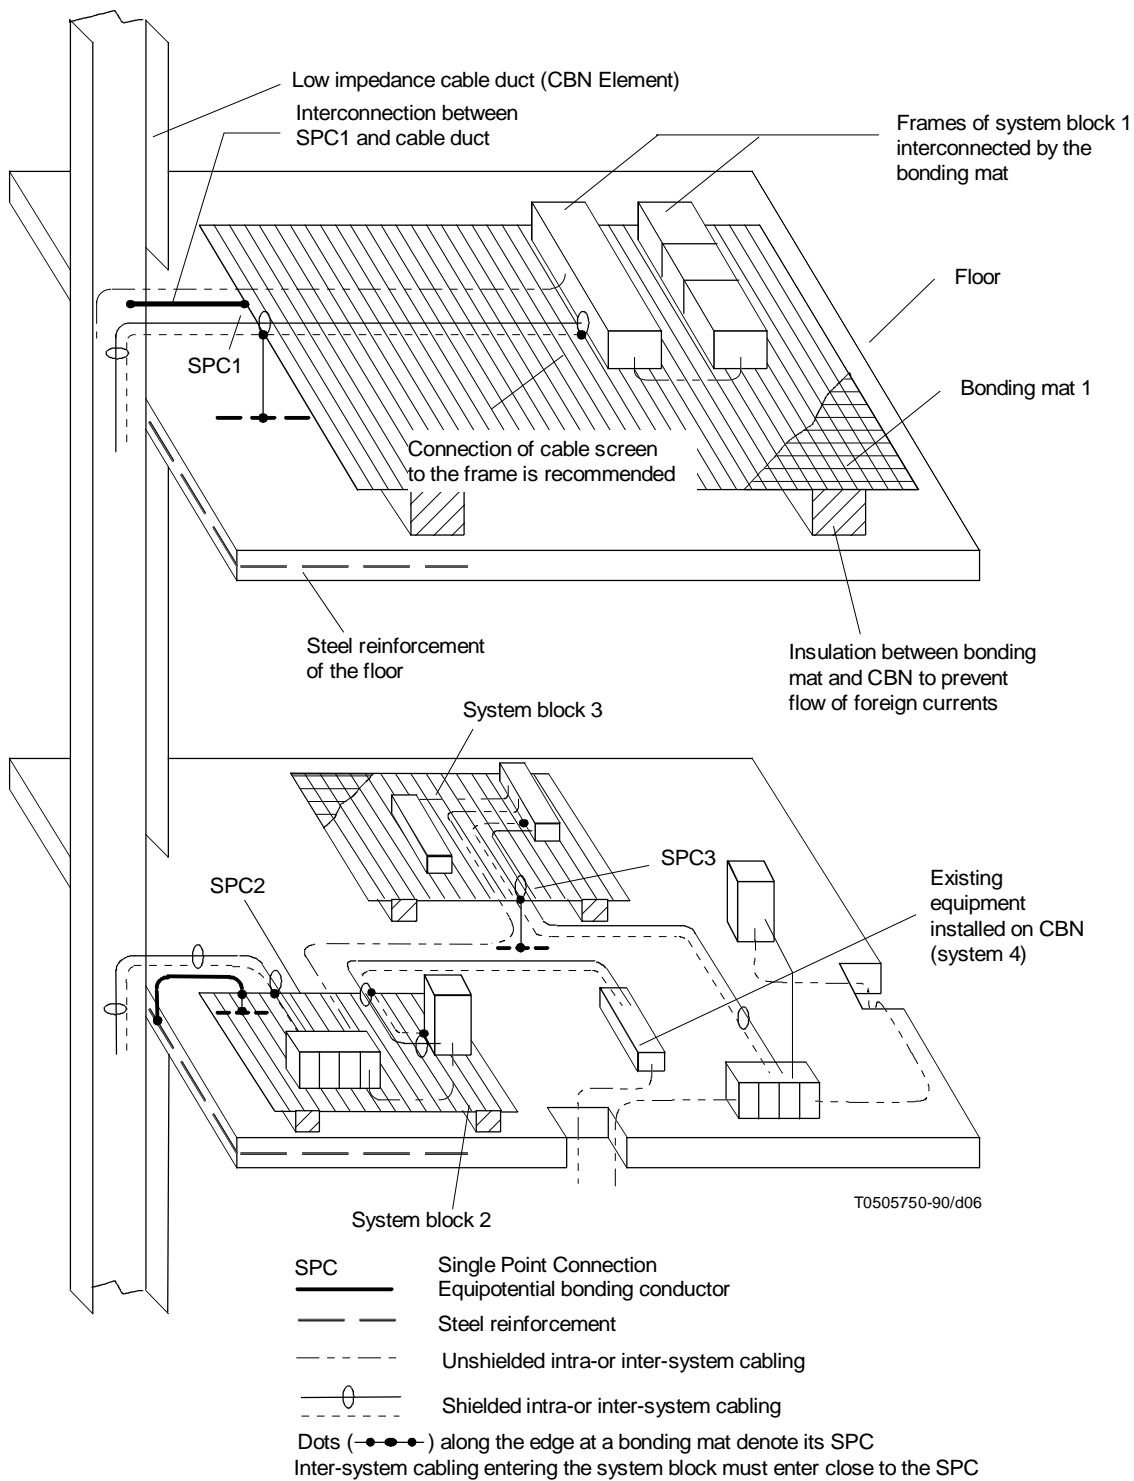 Low impedance cable duct (CBN Element)
Interconnection between
SPC1 and cable duct
Frames of system block 1
interconnected by the
bonding mat
Floor
SPC1
Bonding mat 1
Connection of cable screen
to the frame is recommended
Steel reinforcement
of the floor
Insulation between bonding
mat and CBN to prevent
flow of foreign currents
System block 3
SPC3
SPC2
Existing
equipment
installed on CBN
(system 4)
T0505750-90/d06
System block 2
SPC Single Point Connection
Equipotential bonding conductor
Steel reinforcement
Unshielded intra-or inter-system cabling
Shielded intra-or inter-system cabling
Dots ( ) along the edge at a bonding mat denote its SPC
Inter-system cabling entering the system block must enter close to the SPC